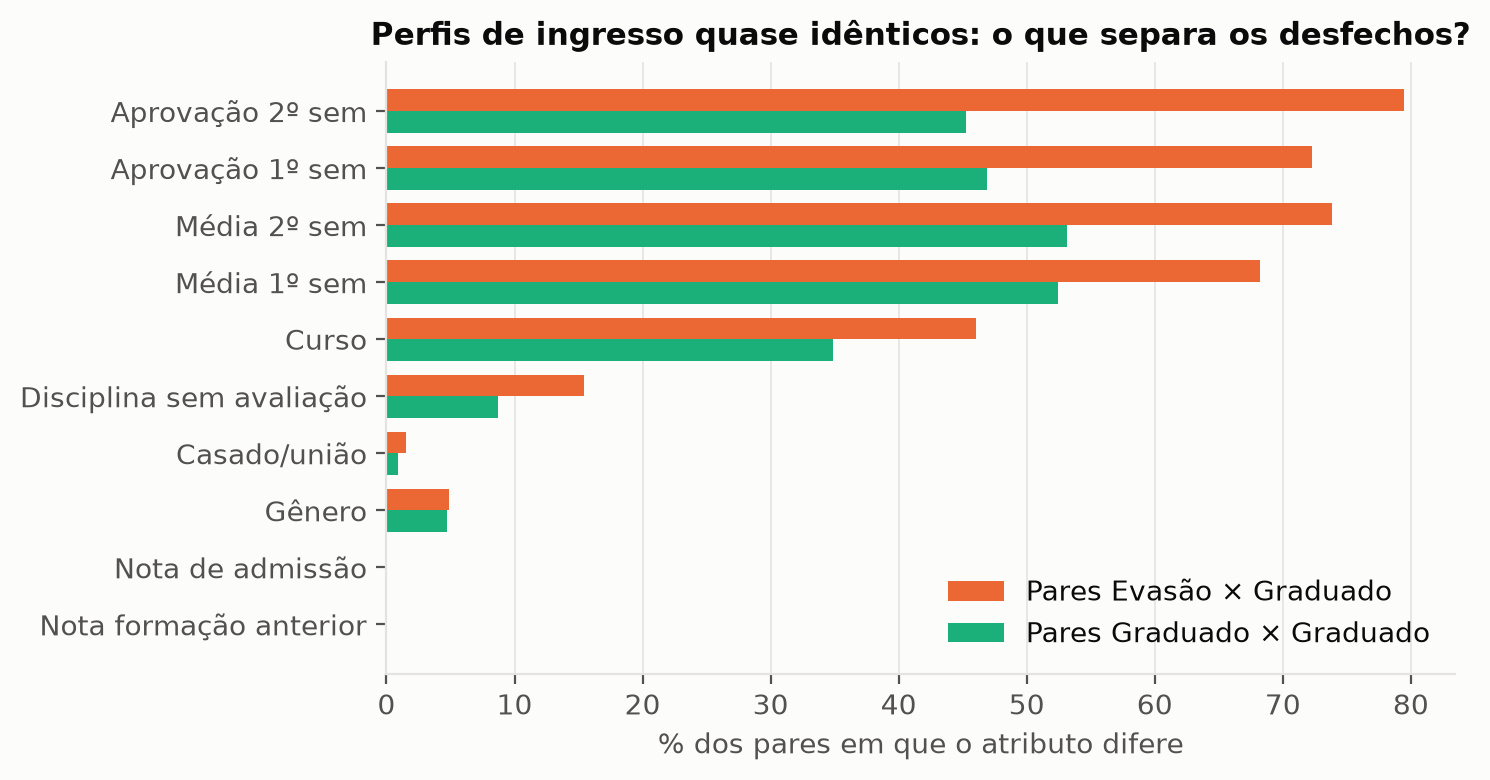 Perfis de ingresso quase idênticos: o que separa os desfechos?
Aprovação 2º sem
Aprovação 1º sem
Média 2º sem
Média 1º sem
Curso
Disciplina sem avaliação
Casado/união
Gênero
Nota de admissão
Nota formação anterior
Pares Evasão × Graduado
Pares Graduado × Graduado
0 10 20 30 40 50 60 70 80
% dos pares em que o atributo difere